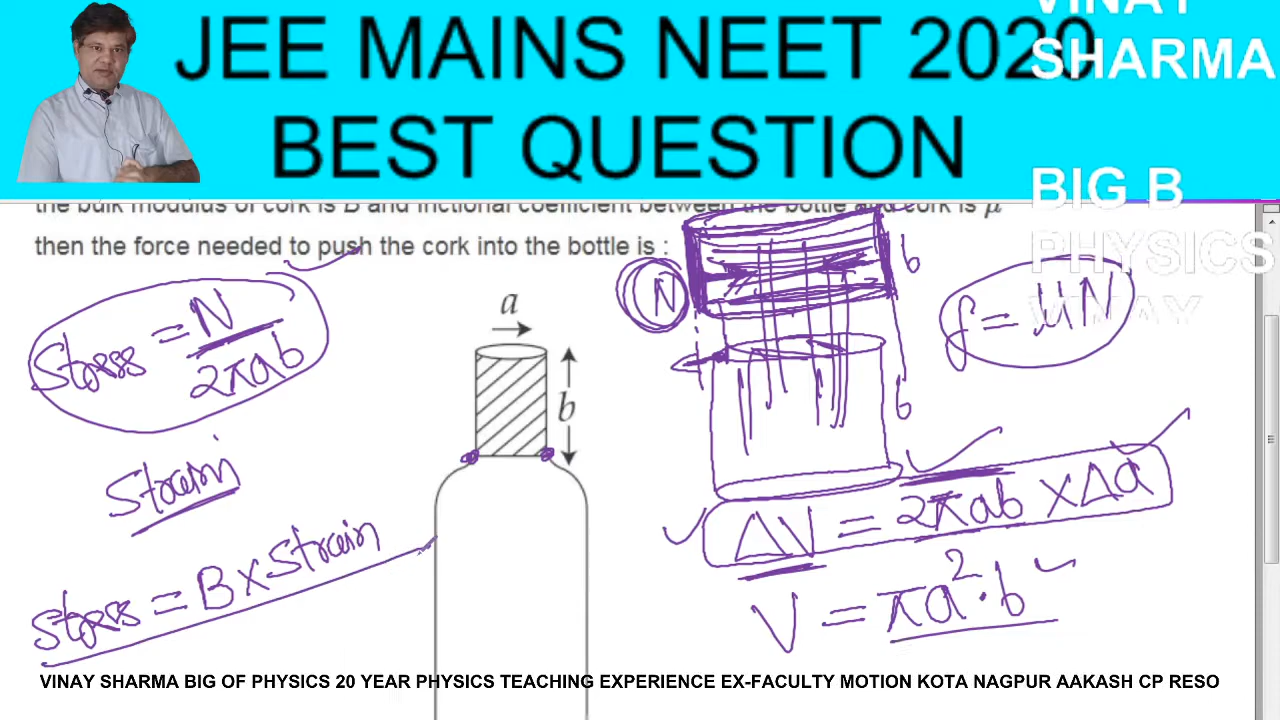 JEE MAINS NEET 2020
BEST QUESTION
VINAY
SHARMA
BIG B
PHYSICS
VINAY
the bulk modulus of cork is B and frictional coefficient between the bottle and cork is μ
then the force needed to push the cork into the bottle is :
Stress = N / 2πab
Strain
Stress = B × Strain
a
b
N
b
b
f = μN
ΔV = 2πab × Δa
V = πa²·b
VINAY SHARMA BIG OF PHYSICS 20 YEAR PHYSICS TEACHING EXPERIENCE EX-FACULTY MOTION KOTA NAGPUR AAKASH CP RESO